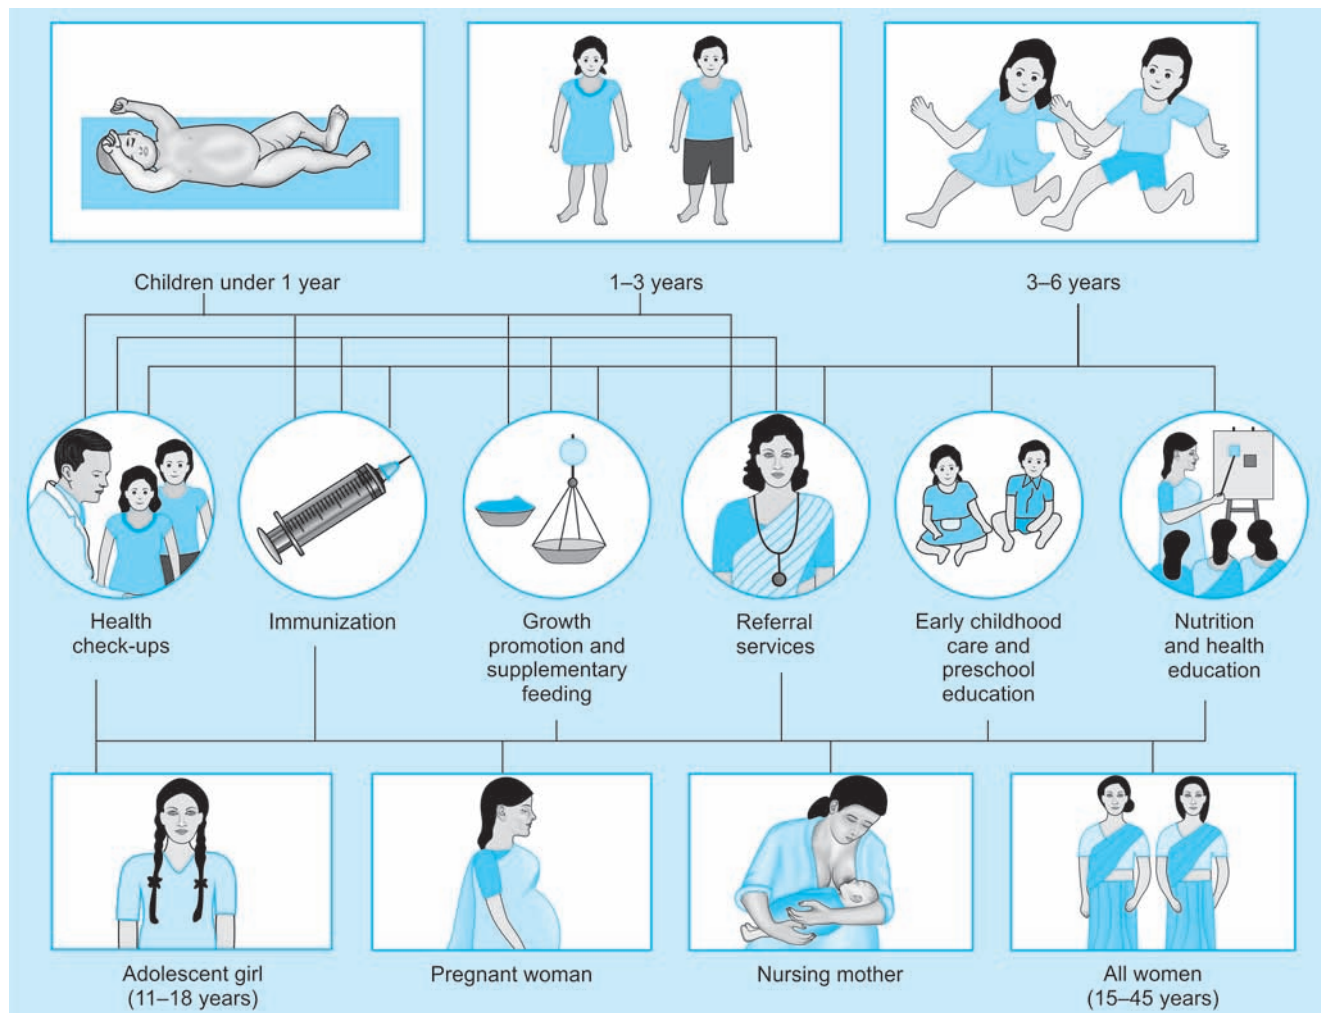 Children under 1 year
1–3 years
3–6 years
Health
check-ups
Immunization
Growth
promotion and
supplementary
feeding
Referral
services
Early childhood
care and
preschool
education
Nutrition
and health
education
Adolescent girl
(11–18 years)
Pregnant woman
Nursing mother
All women
(15–45 years)